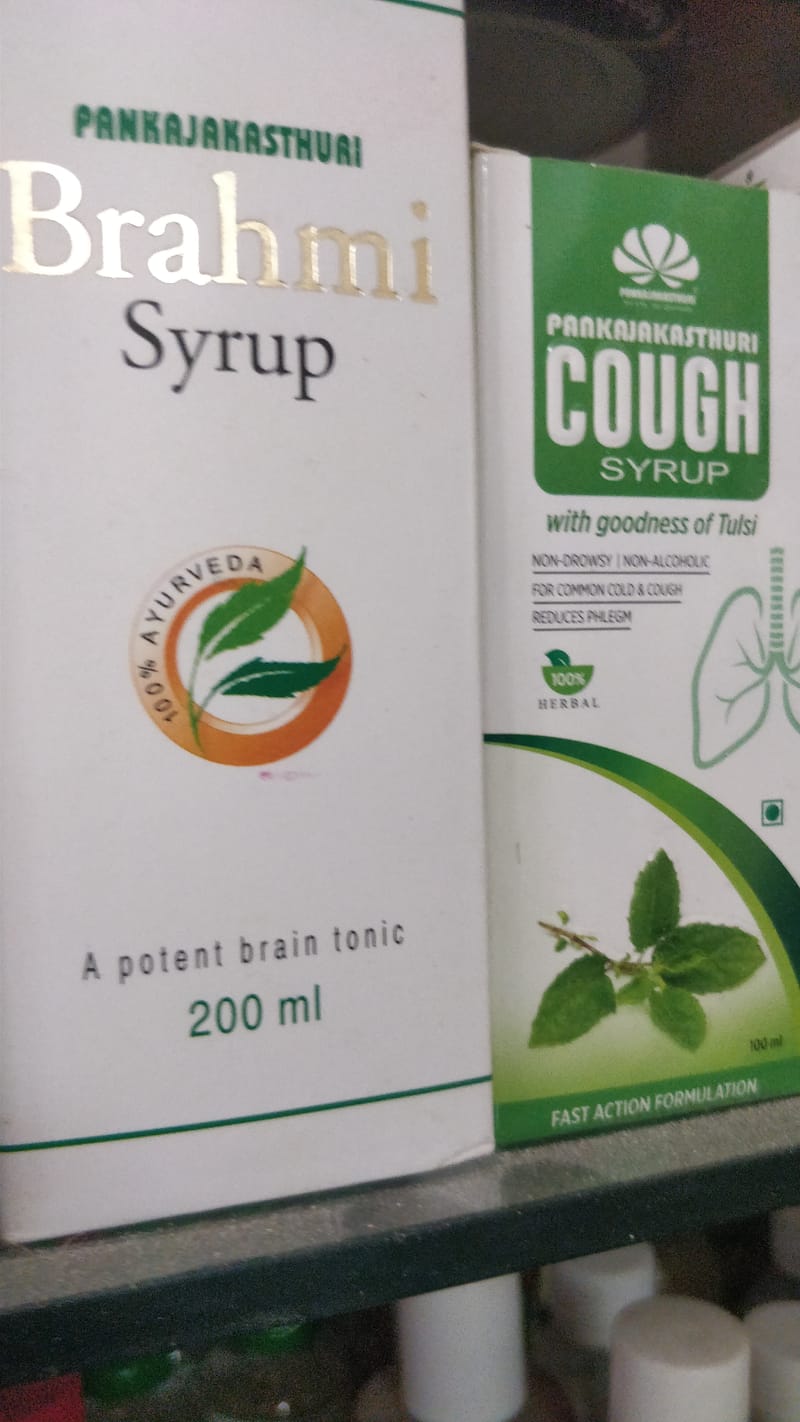 PANKAJAKASTHURI
Brahmi
Syrup
100% AYURVEDA
A potent brain tonic
200 ml
PANKAJAKASTHURI
PANKAJAKASTHURI
COUGH
SYRUP
with goodness of Tulsi
NON-DROWSY | NON-ALCOHOLIC
FOR COMMON COLD & COUGH
REDUCES PHLEGM
100%
HERBAL
100 ml
FAST ACTION FORMULATION